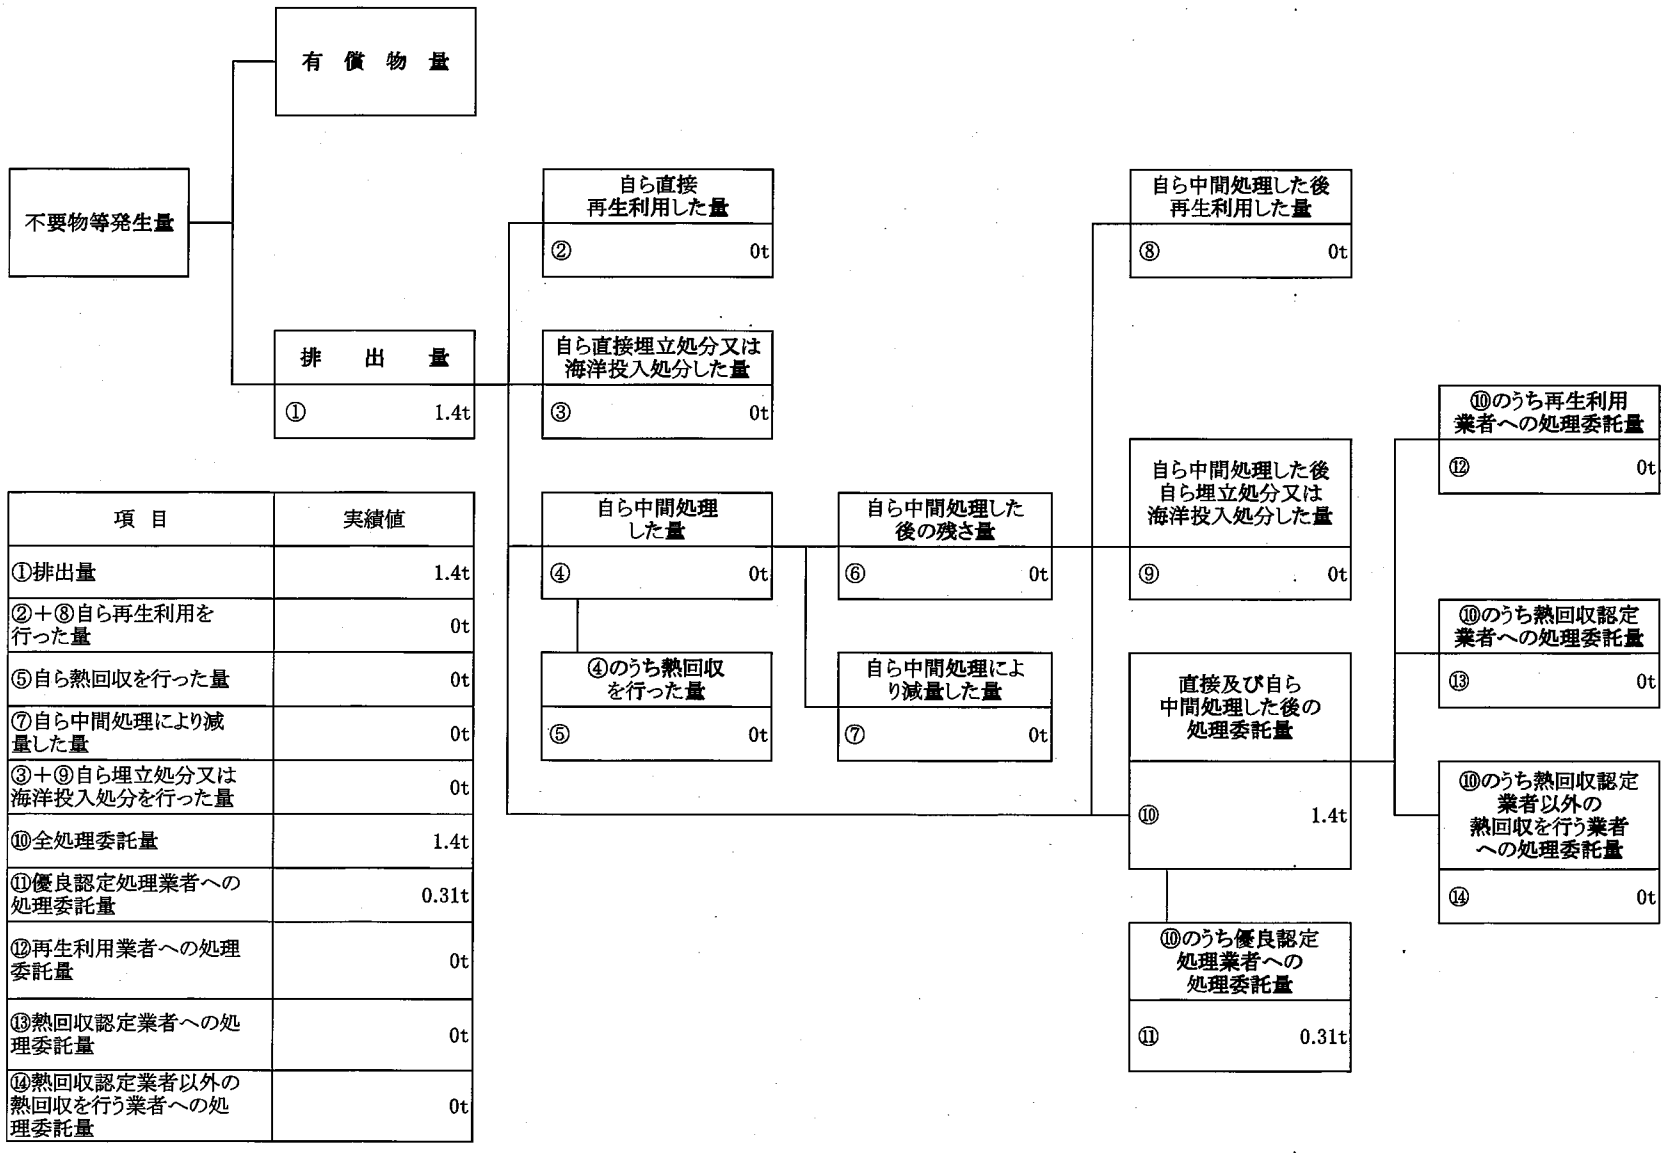 有償物量
不要物等発生量
排出量
① 1.4t
自ら直接
再生利用した量
② 0t
自ら直接埋立処分又は
海洋投入処分した量
③ 0t
自ら中間処理
した量
④ 0t
④のうち熱回収
を行った量
⑤ 0t
自ら中間処理した
後の残さ量
⑥ 0t
自ら中間処理によ
り減量した量
⑦ 0t
自ら中間処理した後
再生利用した量
⑧ 0t
自ら中間処理した後
自ら埋立処分又は
海洋投入処分した量
⑨ 0t
直接及び自ら
中間処理した後の
処理委託量
⑩ 1.4t
⑩のうち優良認定
処理業者への
処理委託量
⑪ 0.31t
⑩のうち再生利用
業者への処理委託量
⑫ 0t
⑩のうち熱回収認定
業者への処理委託量
⑬ 0t
⑩のうち熱回収認定
業者以外の
熱回収を行う業者
への処理委託量
⑭ 0t
項目 実績値
①排出量 1.4t
②＋⑧自ら再生利用を
行った量 0t
⑤自ら熱回収を行った量 0t
⑦自ら中間処理により減
量した量 0t
③＋⑨自ら埋立処分又は
海洋投入処分を行った量 0t
⑩全処理委託量 1.4t
⑪優良認定処理業者への
処理委託量 0.31t
⑫再生利用業者への処理
委託量 0t
⑬熱回収認定業者への処
理委託量 0t
⑭熱回収認定業者以外の
熱回収を行う業者への処
理委託量 0t